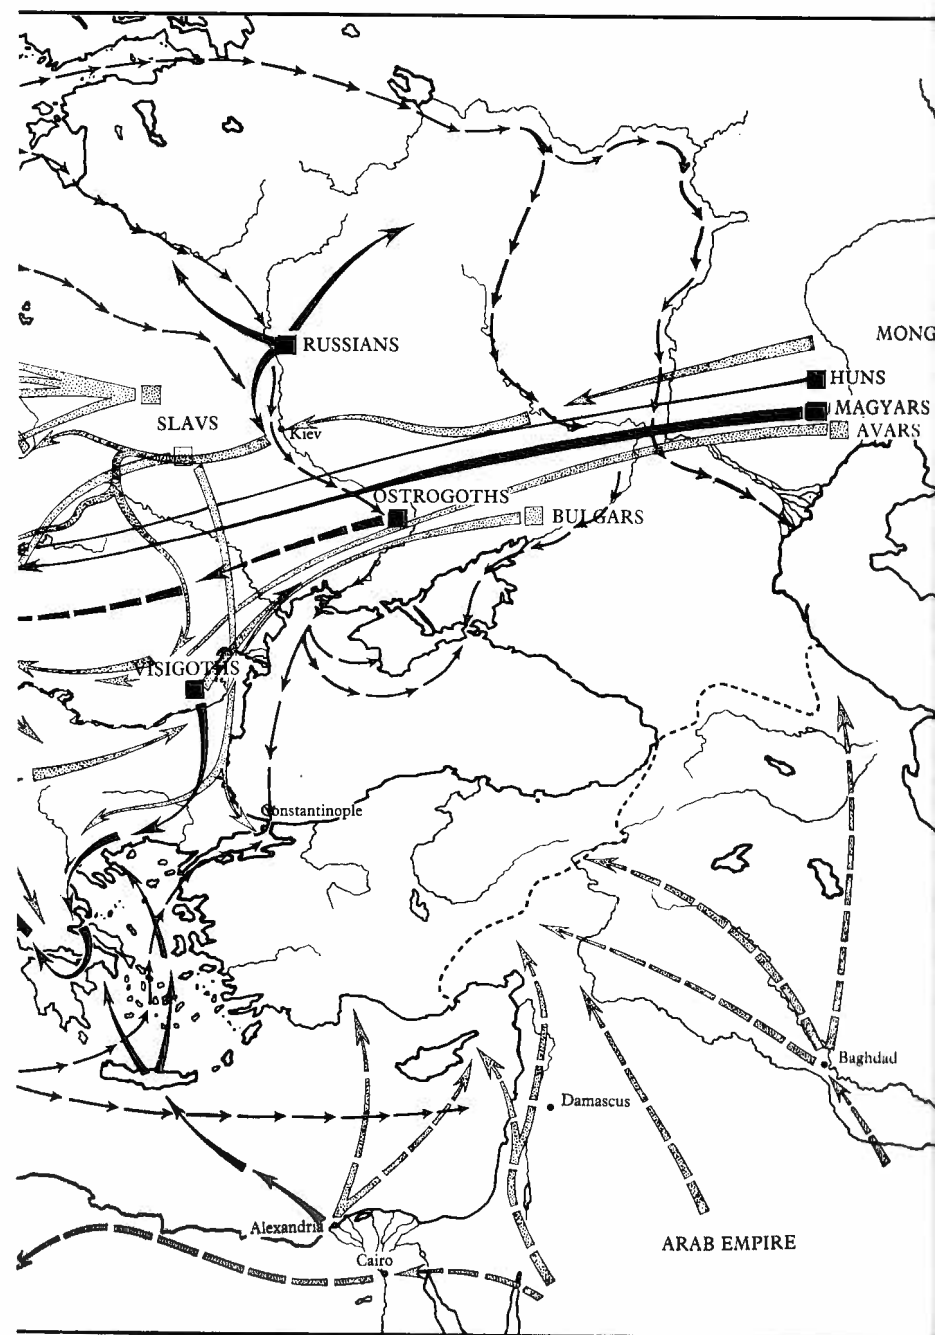 MONG
RUSSIANS
HUNS
MAGYARS
SLAVS
AVARS
Kiev
OSTROGOTHS
BULGARS
VISIGOTHS
Constantinople
Baghdad
Damascus
Alexandria
ARAB EMPIRE
Cairo